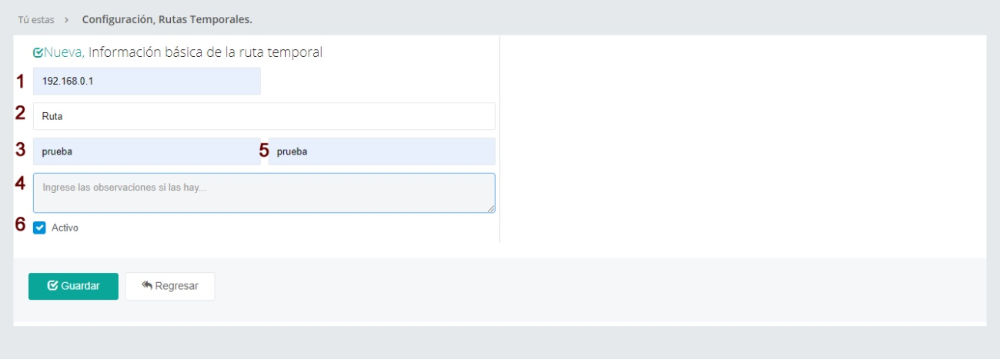 Tú estas > Configuración, Rutas Temporales.
Nueva, Información básica de la ruta temporal
1 192.168.0.1
2 Ruta
3 prueba 5 prueba
4 Ingrese las observaciones si las hay...
6 Activo
Guardar Regresar